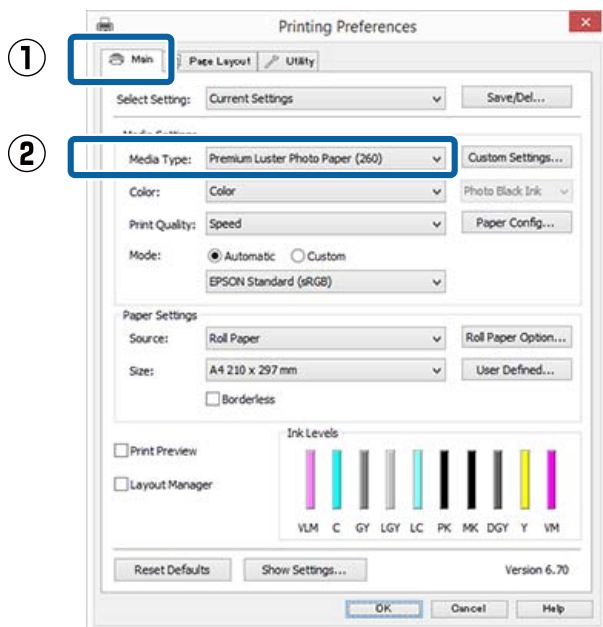 Printing Preferences
① Main Page Layout Utility
Select Setting: Current Settings Save/Del...
Media Settings
② Media Type: Premium Luster Photo Paper (260) Custom Settings...
Color: Color Photo Black Ink
Print Quality: Speed Paper Config...
Mode: Automatic Custom
EPSON Standard (sRGB)
Paper Settings
Source: Roll Paper Roll Paper Option...
Size: A4 210 x 297 mm User Defined...
Borderless
Ink Levels
Print Preview
Layout Manager
VLM C GY LGY LC PK MK DGY Y VM
Reset Defaults Show Settings... Version 6.70
OK Cancel Help